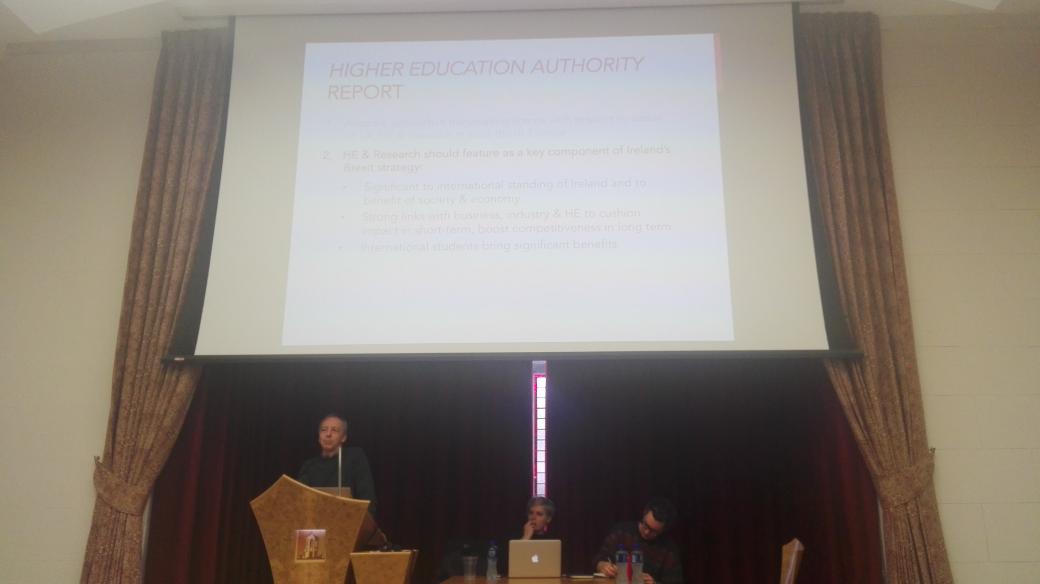 HIGHER EDUCATION AUTHORITY
REPORT
2. HE & Research should feature as a key component of Ireland's
Brexit strategy:
• Significant to international standing of Ireland and to
benefit of society & economy
• Strong links with business, industry & HE to cushion
impact in short-term, boost competitiveness in long term
• International students bring significant benefits